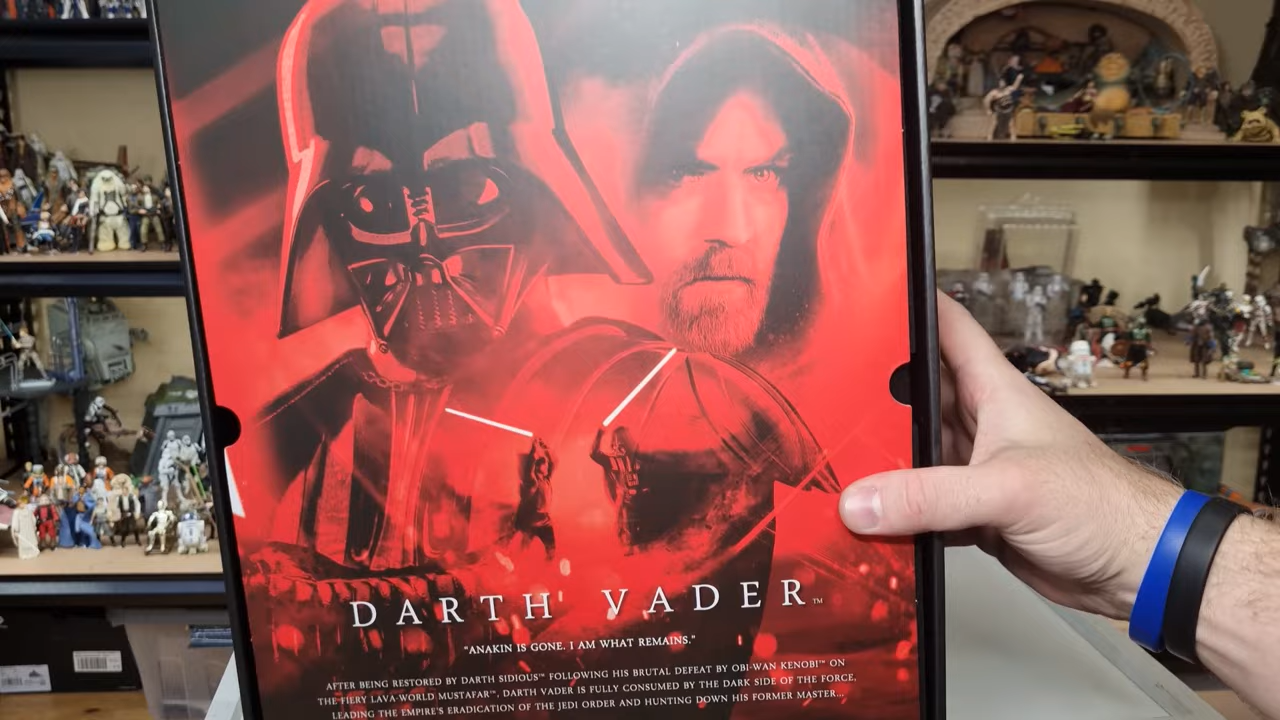 DARTH VADER™
“ANAKIN IS GONE. I AM WHAT REMAINS.”
AFTER BEING RESTORED BY DARTH SIDIOUS™ FOLLOWING HIS BRUTAL DEFEAT BY OBI-WAN KENOBI™ ON
THE FIERY LAVA-WORLD MUSTAFAR™, DARTH VADER IS FULLY CONSUMED BY THE DARK SIDE OF THE FORCE,
LEADING THE EMPIRE’S ERADICATION OF THE JEDI ORDER AND HUNTING DOWN HIS FORMER MASTER...